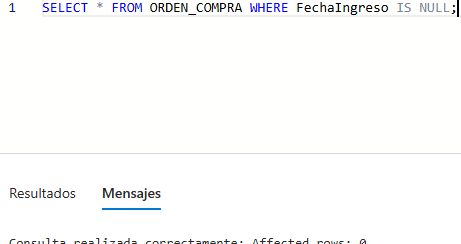 1 SELECT * FROM ORDEN_COMPRA WHERE FechaIngreso IS NULL;
Resultados Mensajes
Consulta realizada correctamente: Affected rows: 0